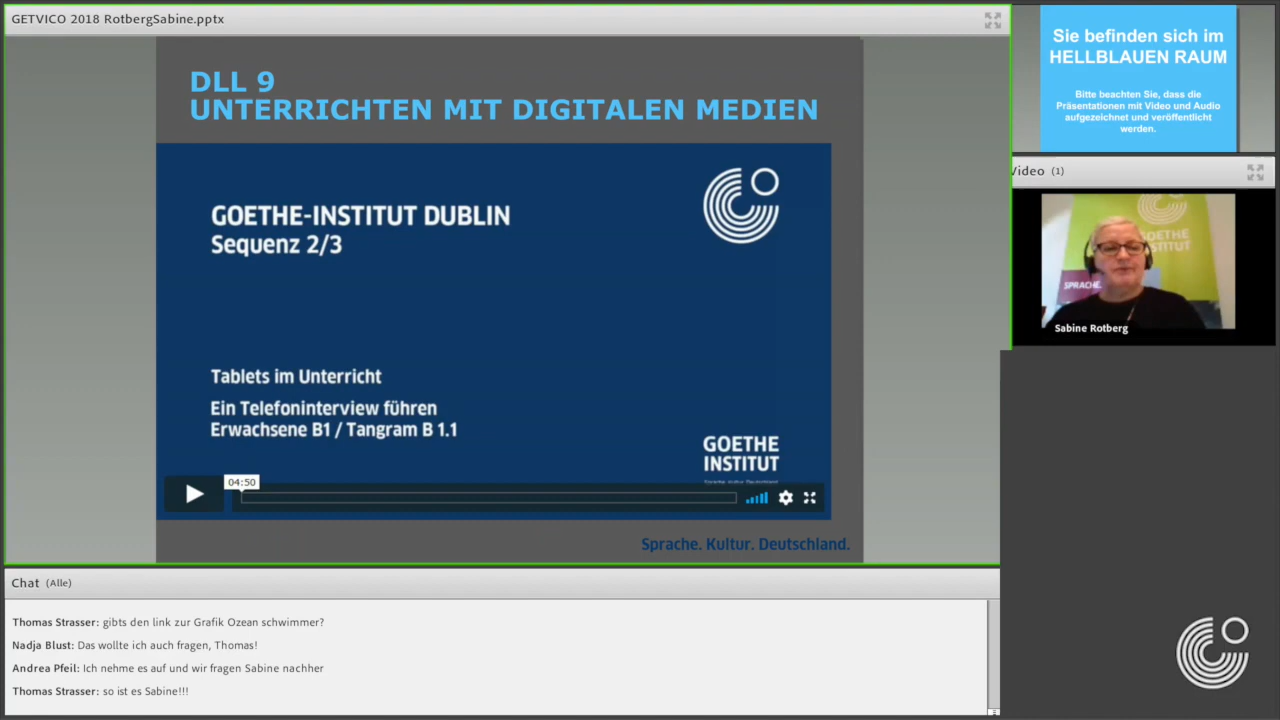 GETVICO 2018 RotbergSabine.pptx
DLL 9
UNTERRICHTEN MIT DIGITALEN MEDIEN
GOETHE-INSTITUT DUBLIN
Sequenz 2/3
Tablets im Unterricht
Ein Telefoninterview führen
Erwachsene B1 / Tangram B 1.1
GOETHE
INSTITUT
04:50
Sprache. Kultur. Deutschland.
Sie befinden sich im
HELLBLAUEN RAUM
Bitte beachten Sie, dass die
Präsentationen mit Video und Audio
aufgezeichnet und veröffentlicht
werden.
Video (1)
GOETHE
INSTITUT
SPRACHE.
Sabine Rotberg
Chat (Alle)
Thomas Strasser: gibts den link zur Grafik Ozean schwimmer?
Nadja Blust: Das wollte ich auch fragen, Thomas!
Andrea Pfeil: Ich nehme es auf und wir fragen Sabine nachher
Thomas Strasser: so ist es Sabine!!!